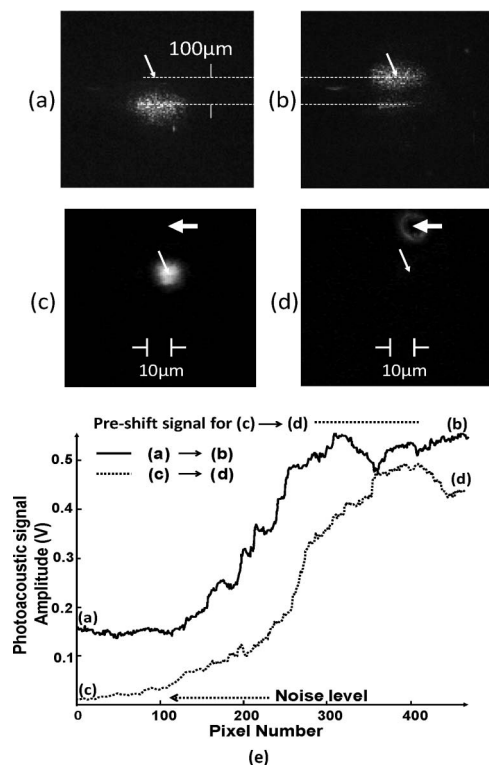 100μm
(a)
(b)
(c)
(d)
10μm
10μm
Pre-shift signal for (c) → (d)
(a) → (b)
(c) → (d)
(b)
(d)
Photoacoustic signal
Amplitude (V)
0.5
0.4
0.3
0.2
0.1
(a)
(c)
Noise level
0 100 200 300 400
Pixel Number
(e)